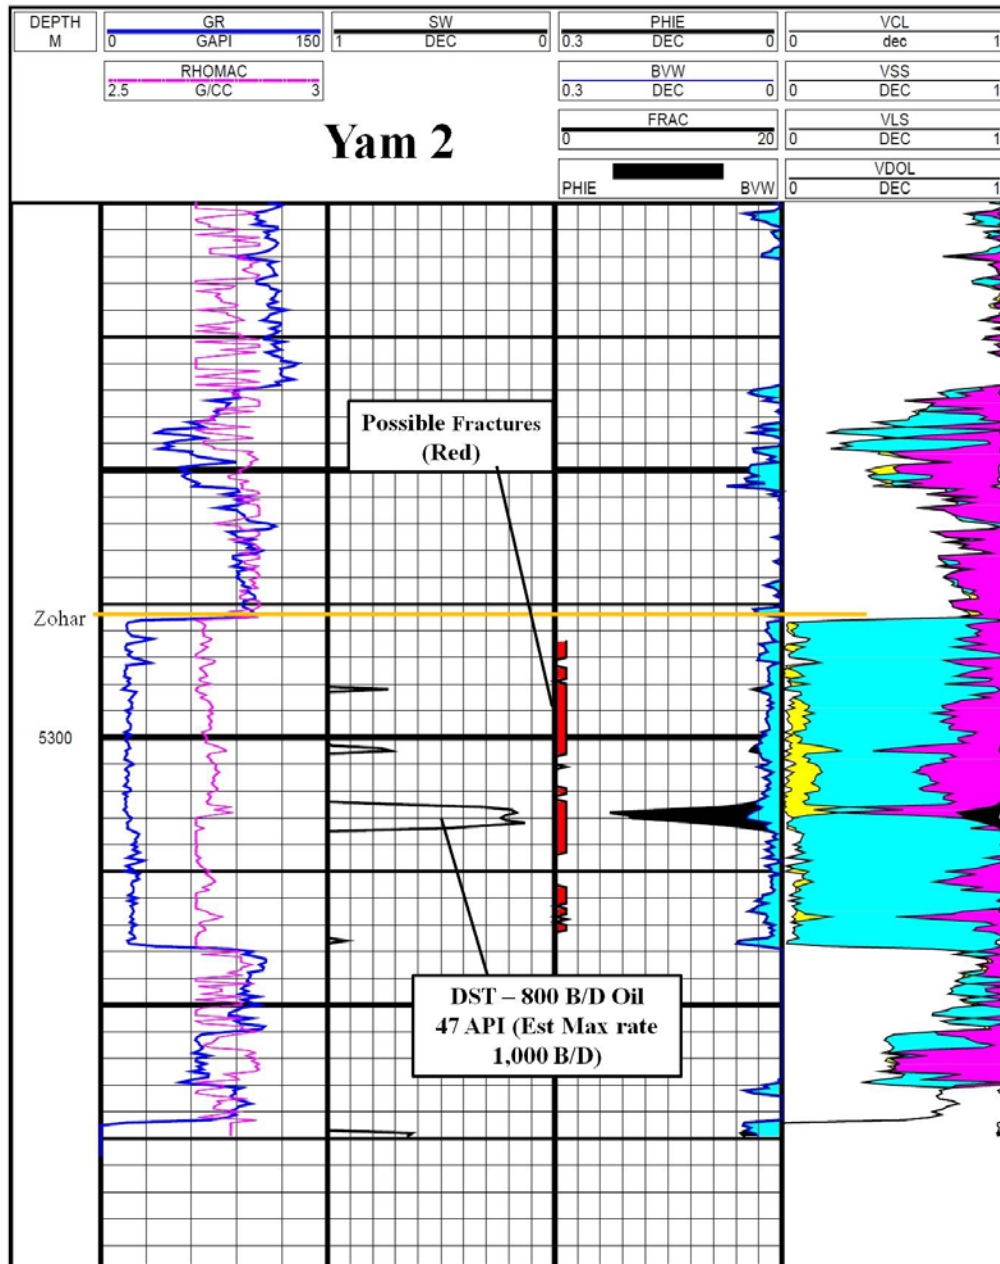 DEPTH
M
GR
0 GAPI 150
RHOMAC
2.5 G/CC 3
SW
1 DEC 0
PHIE
0.3 DEC 0
BVW
0.3 DEC 0
FRAC
0 20
PHIE BVW
VCL
0 dec 1
VSS
0 DEC 1
VLS
0 DEC 1
VDOL
0 DEC 1
Yam 2
Possible Fractures
(Red)
Zohar
5300
DST – 800 B/D Oil
47 API (Est Max rate
1,000 B/D)